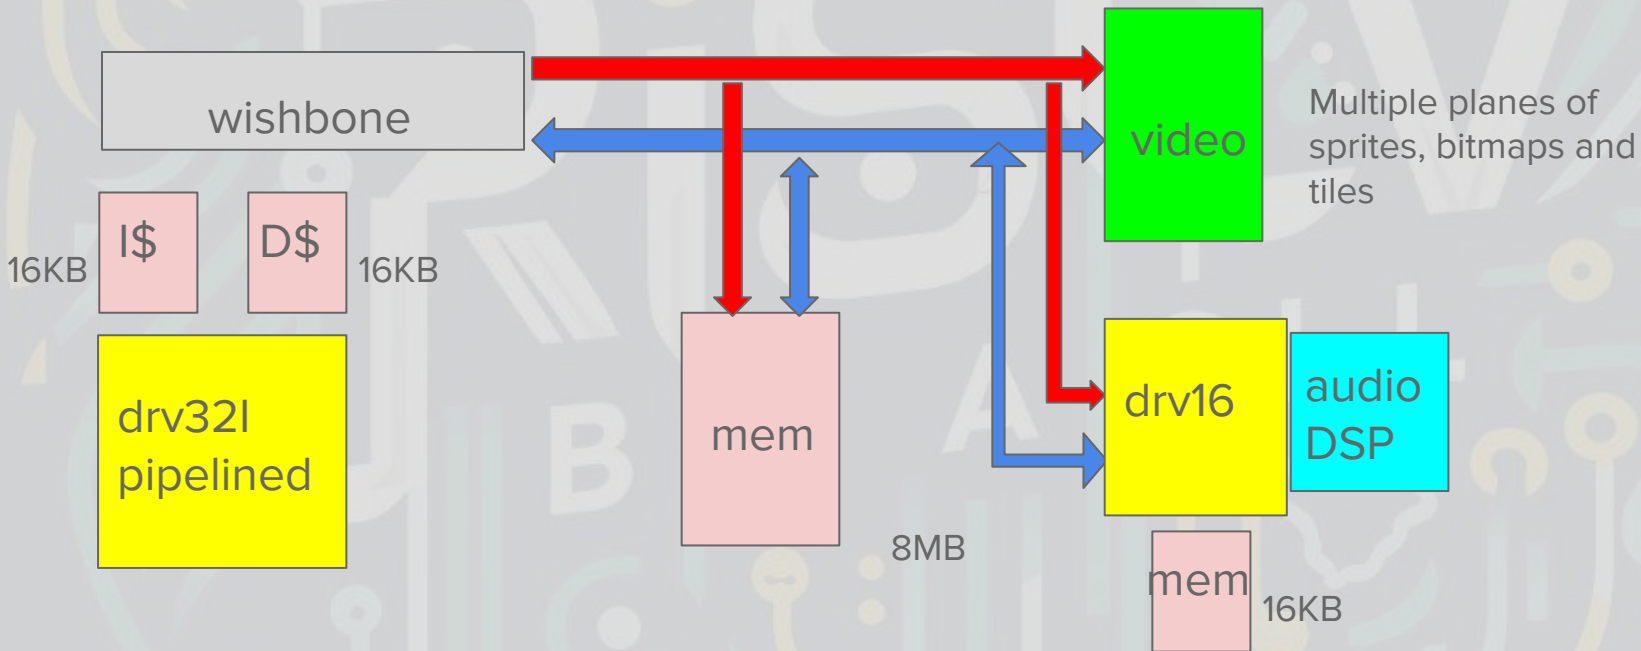 wishbone
video
Multiple planes of
sprites, bitmaps and
tiles
I$
D$
16KB
16KB
drv32I
pipelined
mem
8MB
drv16
audio
DSP
mem
16KB